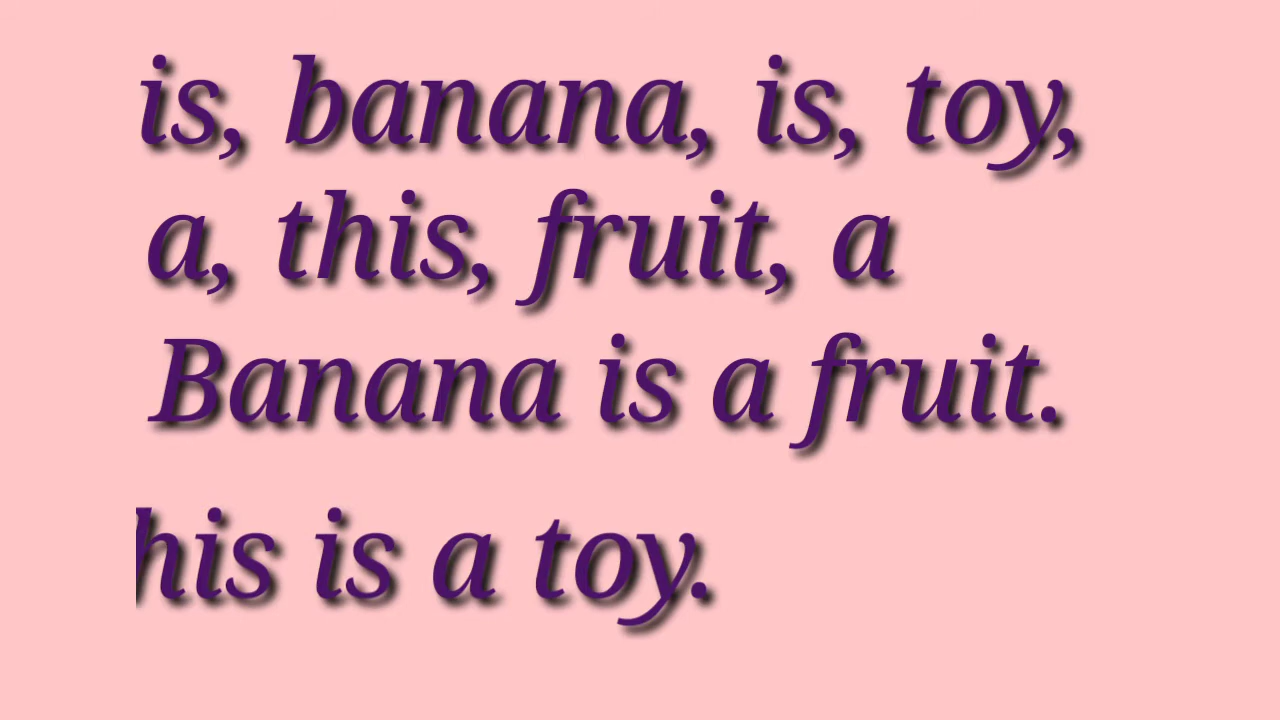 is, banana, is, toy,
a, this, fruit, a
Banana is a fruit.
his is a toy.